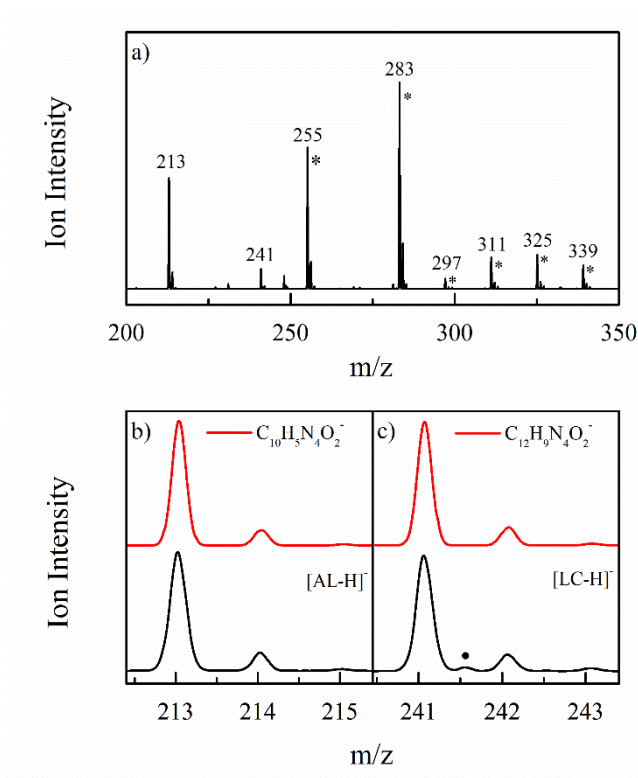 a)
283
*
255
*
213
241
297
*
311
*
325
*
339
*
Ion Intensity
200
250
300
350
m/z
b)
C₁₀H₅N₄O₂⁻
c)
C₁₂H₉N₄O₂⁻
[AL-H]⁻
[LC-H]⁻
Ion Intensity
213
214
215
241
242
243
m/z
m/z